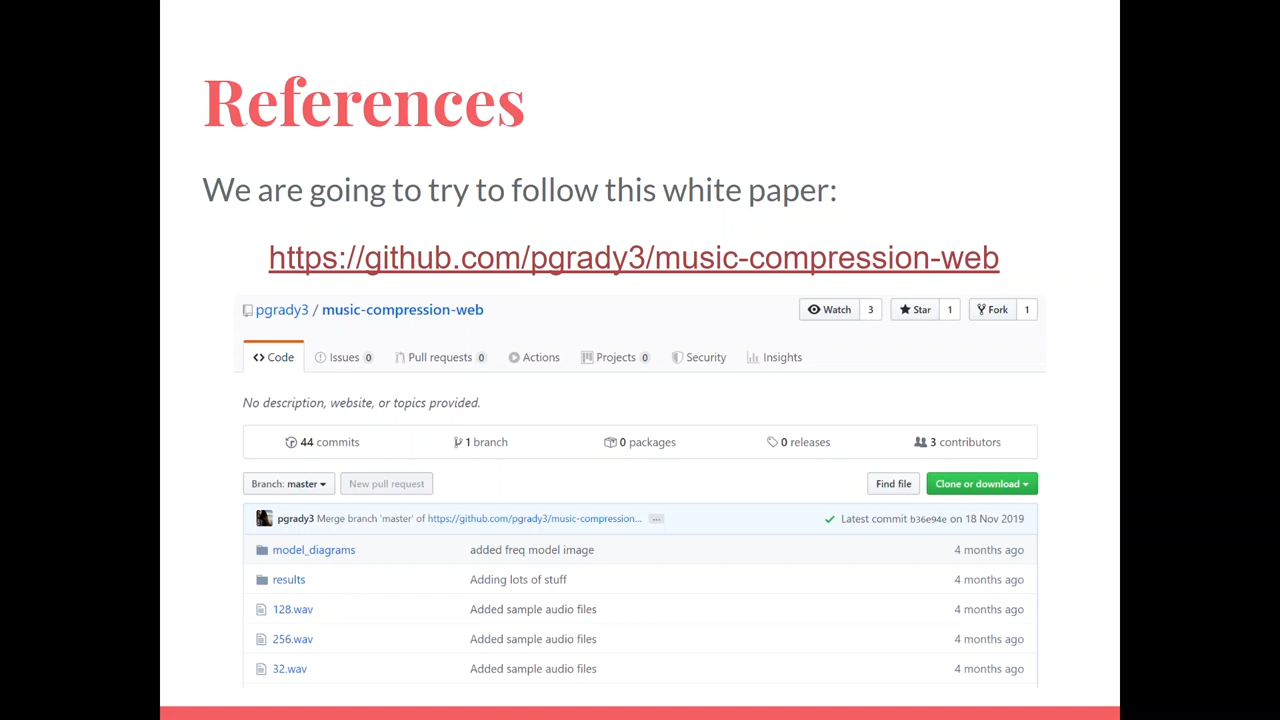 References
We are going to try to follow this white paper:
https://github.com/pgrady3/music-compression-web
pgrady3 / music-compression-web Watch 3 Star 1 Fork 1
Code Issues 0 Pull requests 0 Actions Projects 0 Security Insights
No description, website, or topics provided.
44 commits 1 branch 0 packages 0 releases 3 contributors
Branch: master New pull request Find file Clone or download
pgrady3 Merge branch 'master' of https://github.com/pgrady3/music-compression... ... Latest commit b36e94e on 18 Nov 2019
model_diagrams added freq model image 4 months ago
results Adding lots of stuff 4 months ago
128.wav Added sample audio files 4 months ago
256.wav Added sample audio files 4 months ago
32.wav Added sample audio files 4 months ago